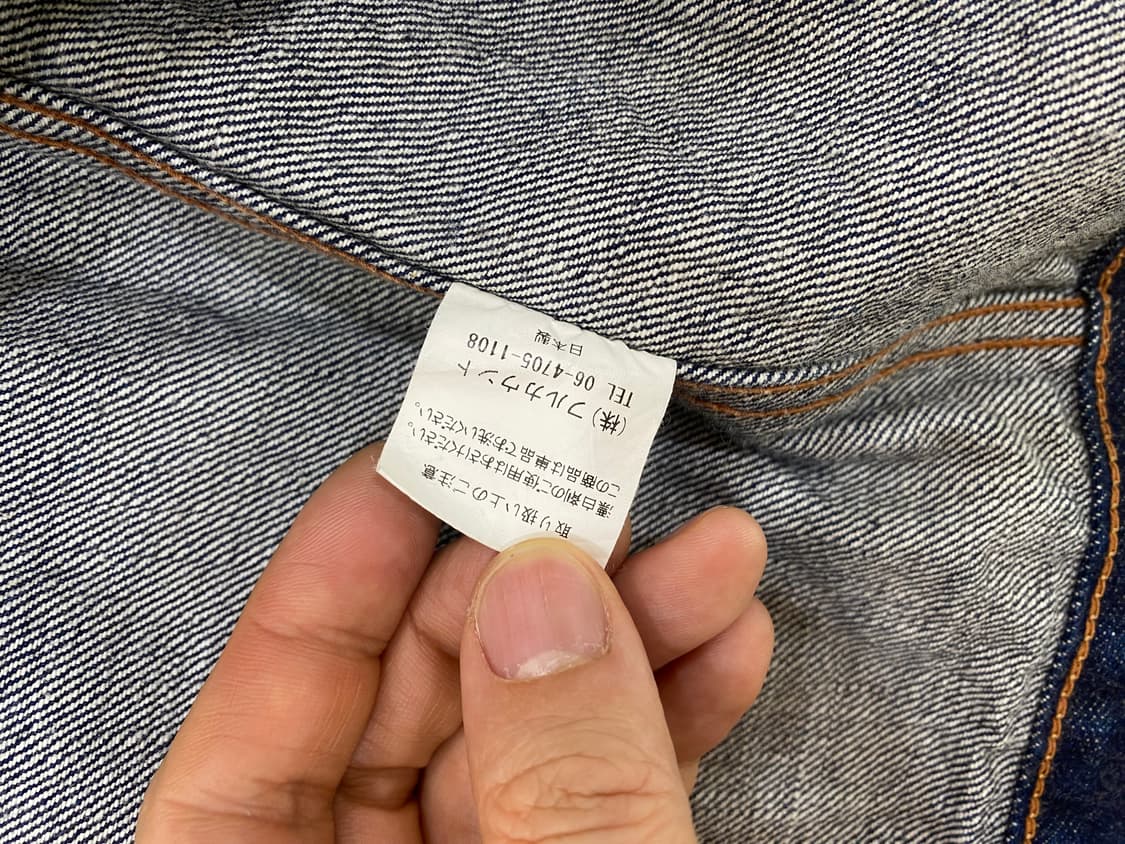 取り扱い上のご注意
漂白剤のご使用はおさけください。
この商品は単品でお洗いください。
(株)フルカウント
TEL 06-4705-1108
日本製